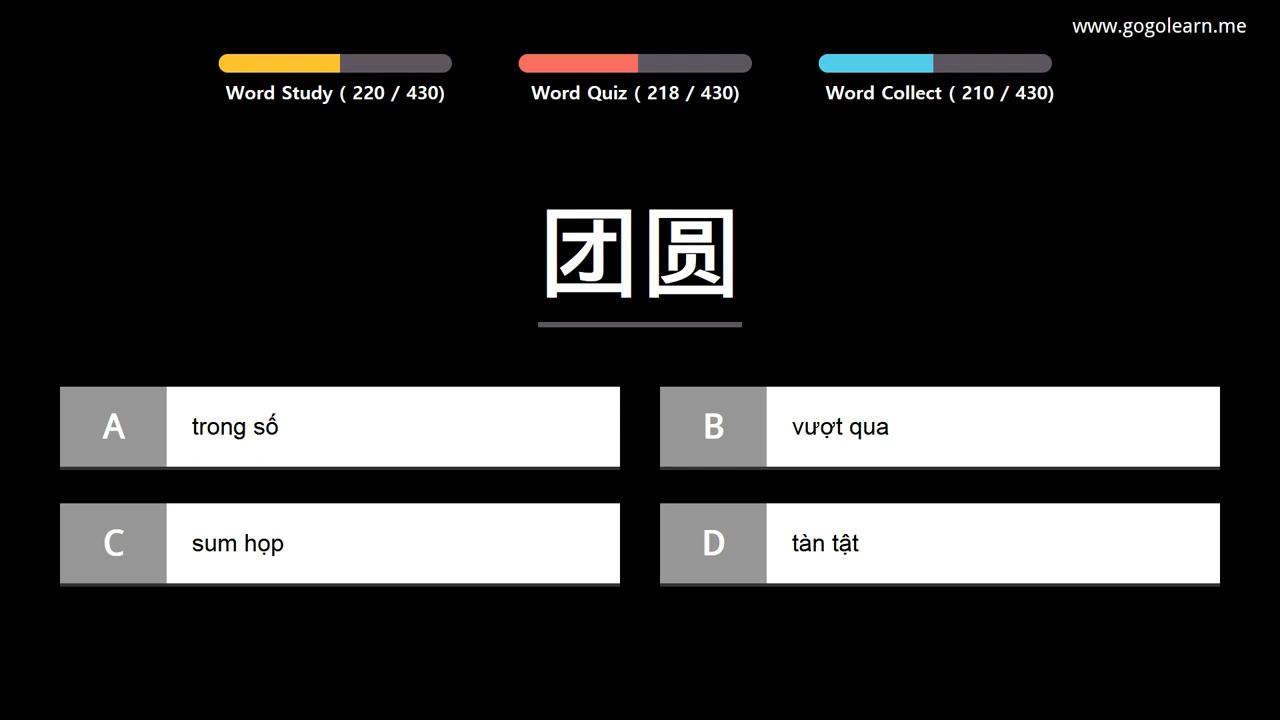 www.gogolearn.me
Word Study ( 220 / 430)
Word Quiz ( 218 / 430)
Word Collect ( 210 / 430)
团圆
A
trong số
B
vượt qua
C
sum họp
D
tàn tật